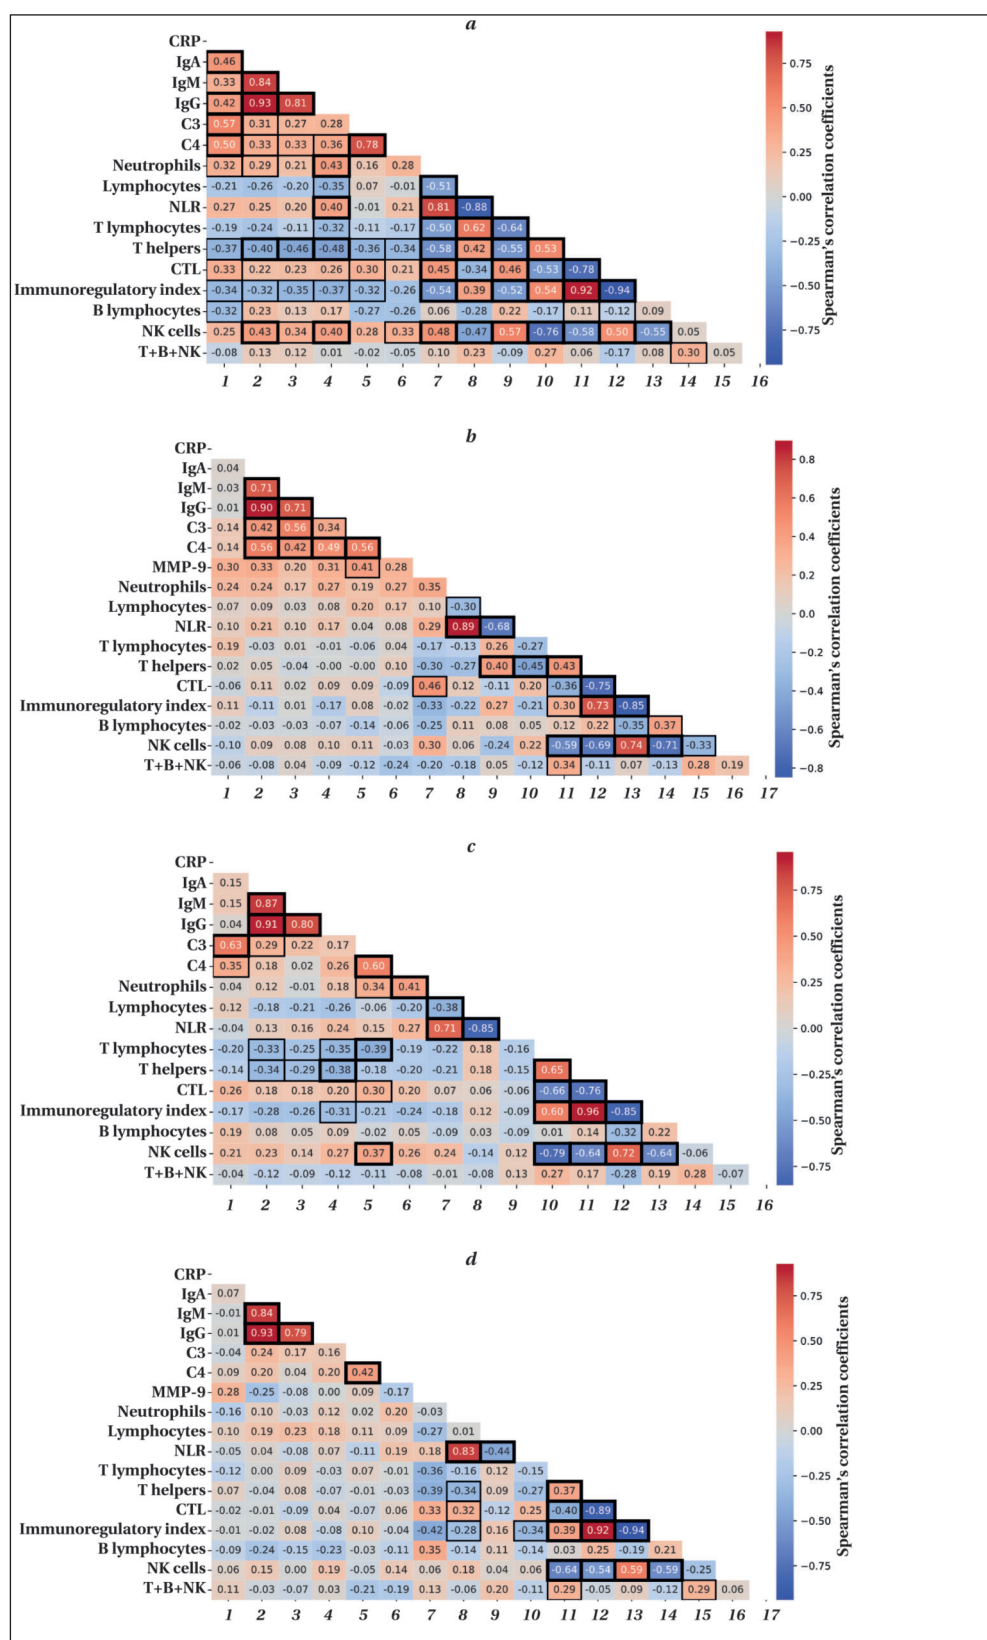 a
CRP
IgA 0.46
IgM 0.33 0.84
IgG 0.42 0.93 0.81
C3 0.57 0.31 0.27 0.28
C4 0.50 0.33 0.33 0.36 0.78
Neutrophils 0.32 0.29 0.21 0.43 0.16 0.28
Lymphocytes -0.21 -0.26 -0.20 -0.35 0.07 -0.01 -0.51
NLR 0.27 0.25 0.20 0.40 -0.01 0.21 0.81 -0.88
T lymphocytes -0.19 -0.24 -0.11 -0.32 -0.11 -0.17 -0.50 0.62 -0.64
T helpers -0.37 -0.40 -0.46 -0.48 -0.36 -0.34 -0.58 0.42 -0.55 0.53
CTL 0.33 0.22 0.23 0.26 0.30 0.21 0.45 -0.34 0.46 -0.53 -0.78
Immunoregulatory index -0.34 -0.32 -0.35 -0.37 -0.32 -0.26 -0.54 0.39 -0.52 0.54 0.92 -0.94
B lymphocytes -0.32 0.23 0.13 0.17 -0.27 -0.26 0.06 -0.28 0.22 -0.17 0.11 -0.12 0.09
NK cells 0.25 0.43 0.34 0.40 0.28 0.33 0.48 -0.47 0.57 -0.76 -0.58 0.50 -0.55 0.05
T+B+NK -0.08 0.13 0.12 0.01 -0.02 -0.05 0.10 0.23 -0.09 0.27 0.06 -0.17 0.08 0.30 0.05
1 2 3 4 5 6 7 8 9 10 11 12 13 14 15 16
0.75
0.50
0.25
0.00
−0.25
−0.50
−0.75
Spearman's correlation coefficients
b
CRP
IgA 0.04
IgM 0.03 0.71
IgG 0.01 0.90 0.71
C3 0.14 0.42 0.56 0.34
C4 0.14 0.56 0.42 0.49 0.56
MMP-9 0.30 0.33 0.20 0.31 0.41 0.28
Neutrophils 0.24 0.24 0.17 0.27 0.19 0.27 0.35
Lymphocytes 0.07 0.09 0.03 0.08 0.20 0.17 0.10 -0.30
NLR 0.10 0.21 0.10 0.17 0.04 0.08 0.29 0.89 -0.68
T lymphocytes 0.19 -0.03 0.01 -0.01 -0.06 0.04 -0.17 -0.13 0.26 -0.27
T helpers 0.02 0.05 -0.04 -0.00 -0.00 0.10 -0.30 -0.27 0.40 -0.45 0.43
CTL -0.06 0.11 0.02 0.09 0.09 -0.09 0.46 0.12 -0.11 0.20 -0.36 -0.75
Immunoregulatory index 0.11 -0.11 0.01 -0.17 0.08 -0.02 -0.33 -0.22 0.27 -0.21 0.30 0.73 -0.85
B lymphocytes -0.02 -0.03 -0.03 -0.07 -0.14 -0.06 -0.25 0.11 0.08 0.05 0.12 0.22 -0.35 0.37
NK cells -0.10 0.09 0.08 0.10 0.11 -0.03 0.30 0.06 -0.24 0.22 -0.59 -0.69 0.74 -0.71 -0.33
T+B+NK -0.06 -0.08 0.04 -0.09 -0.12 -0.24 -0.20 -0.18 0.05 -0.12 0.34 -0.11 0.07 -0.13 0.28 0.19
1 2 3 4 5 6 7 8 9 10 11 12 13 14 15 16 17
0.8
0.6
0.4
0.2
0.0
−0.2
−0.4
−0.6
−0.8
Spearman's correlation coefficients
c
CRP
IgA 0.15
IgM 0.15 0.87
IgG 0.04 0.91 0.80
C3 0.63 0.29 0.22 0.17
C4 0.35 0.18 0.02 0.26 0.60
Neutrophils 0.04 0.12 -0.01 0.18 0.34 0.41
Lymphocytes 0.12 -0.18 -0.21 -0.26 -0.06 -0.20 -0.38
NLR -0.04 0.13 0.16 0.24 0.15 0.27 0.71 -0.85
T lymphocytes -0.20 -0.33 -0.25 -0.35 -0.39 -0.19 -0.22 0.18 -0.16
T helpers -0.14 -0.34 -0.29 -0.38 -0.18 -0.20 -0.21 0.18 -0.15 0.65
CTL 0.26 0.18 0.18 0.20 0.30 0.20 0.07 0.06 -0.06 -0.66 -0.76
Immunoregulatory index -0.17 -0.28 -0.26 -0.31 -0.21 -0.24 -0.18 0.12 -0.09 0.60 0.96 -0.85
B lymphocytes 0.19 0.08 0.05 0.09 -0.02 0.05 -0.09 0.03 -0.09 0.01 0.14 -0.32 0.22
NK cells 0.21 0.23 0.14 0.27 0.37 0.26 0.24 -0.14 0.12 -0.79 -0.64 0.72 -0.64 -0.06
T+B+NK -0.04 -0.12 -0.09 -0.12 -0.11 -0.08 -0.01 -0.08 0.13 0.27 0.17 -0.28 0.19 0.28 -0.07
1 2 3 4 5 6 7 8 9 10 11 12 13 14 15 16
0.75
0.50
0.25
0.00
−0.25
−0.50
−0.75
Spearman's correlation coefficients
d
CRP
IgA 0.07
IgM -0.01 0.84
IgG 0.01 0.93 0.79
C3 -0.04 0.24 0.17 0.16
C4 0.09 0.20 0.04 0.20 0.42
MMP-9 0.28 -0.25 -0.08 0.00 0.09 -0.17
Neutrophils -0.16 0.10 -0.03 0.12 0.02 0.20 -0.03
Lymphocytes 0.10 0.19 0.23 0.18 0.11 0.09 -0.27 0.01
NLR -0.05 0.04 -0.08 0.07 -0.11 0.19 0.18 0.83 -0.44
T lymphocytes -0.12 0.00 0.09 -0.03 0.07 -0.01 -0.36 -0.16 0.12 -0.15
T helpers 0.07 -0.04 0.08 -0.07 -0.01 -0.03 -0.39 -0.34 0.09 -0.27 0.37
CTL -0.02 -0.01 -0.09 0.04 -0.07 0.06 0.33 0.32 -0.12 0.25 -0.40 -0.89
Immunoregulatory index -0.01 -0.02 0.08 -0.08 0.10 -0.04 -0.42 -0.28 0.16 -0.34 0.39 0.92 -0.94
B lymphocytes -0.09 -0.24 -0.15 -0.23 -0.03 -0.11 0.35 -0.14 0.11 -0.14 0.03 0.25 -0.19 0.21
NK cells 0.06 0.15 0.00 0.19 -0.05 0.14 0.06 0.18 0.04 0.06 -0.64 -0.54 0.59 -0.59 -0.25
T+B+NK 0.11 -0.03 -0.07 0.03 -0.21 -0.19 0.13 -0.06 0.20 -0.11 0.29 -0.05 0.09 -0.12 0.29 0.06
1 2 3 4 5 6 7 8 9 10 11 12 13 14 15 16 17
0.75
0.50
0.25
0.00
−0.25
−0.50
−0.75
Spearman's correlation coefficients